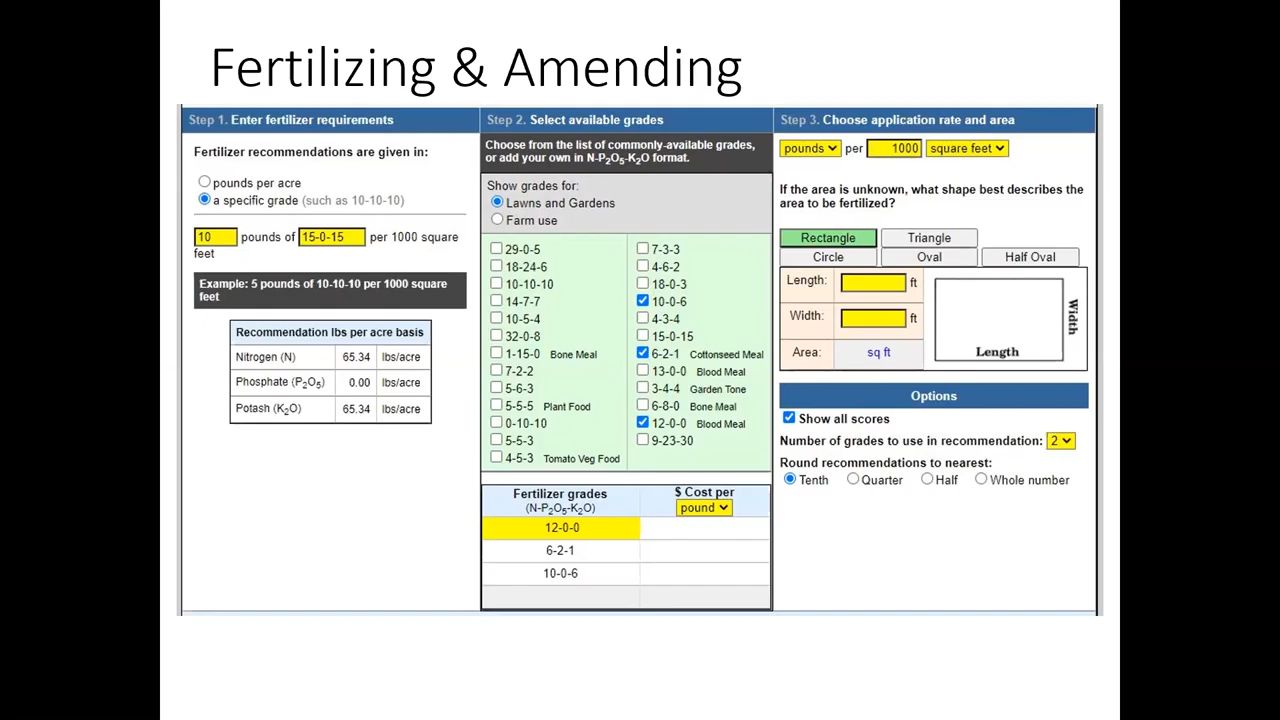 Fertilizing & Amending
Step 1. Enter fertilizer requirements
Fertilizer recommendations are given in:
pounds per acre
a specific grade (such as 10-10-10)
10 pounds of 15-0-15 per 1000 square
feet
Example: 5 pounds of 10-10-10 per 1000 square
feet
Recommendation lbs per acre basis
Nitrogen (N) 65.34 lbs/acre
Phosphate (P₂O₅) 0.00 lbs/acre
Potash (K₂O) 65.34 lbs/acre
Step 2. Select available grades
Choose from the list of commonly-available grades,
or add your own in N-P₂O₅-K₂O format.
Show grades for:
Lawns and Gardens
Farm use
29-0-5
18-24-6
10-10-10
14-7-7
10-5-4
32-0-8
1-15-0 Bone Meal
7-2-2
5-6-3
5-5-5 Plant Food
0-10-10
5-5-3
4-5-3 Tomato Veg Food
7-3-3
4-6-2
18-0-3
10-0-6
4-3-4
15-0-15
6-2-1 Cottonseed Meal
13-0-0 Blood Meal
3-4-4 Garden Tone
6-8-0 Bone Meal
12-0-0 Blood Meal
9-23-30
Fertilizer grades $ Cost per
(N-P₂O₅-K₂O) pound
12-0-0
6-2-1
10-0-6
Step 3. Choose application rate and area
pounds per 1000 square feet
If the area is unknown, what shape best describes the
area to be fertilized?
Rectangle Triangle
Circle Oval Half Oval
Length: ft
Width: ft
Area: sq ft
Width
Length
Options
Show all scores
Number of grades to use in recommendation: 2
Round recommendations to nearest:
Tenth Quarter Half Whole number